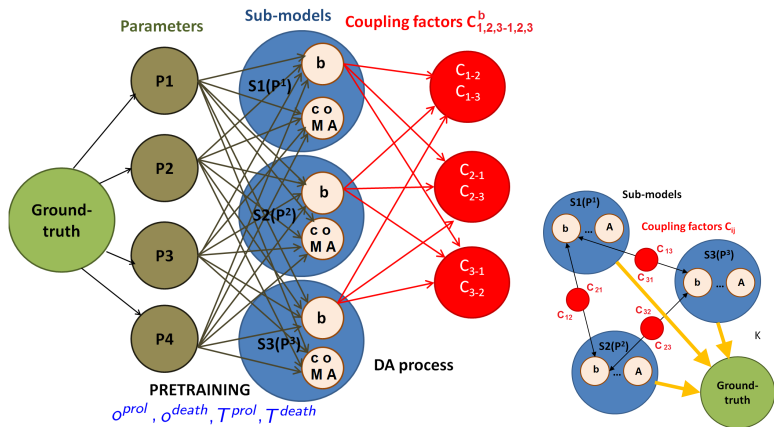 Parameters
Sub-models
Coupling factors C^b_{1,2,3-1,2,3}
Ground-
truth
P1
P2
P3
P4
S1(P^1)
b
c o
M A
S2(P^2)
b
c o
M A
S3(P^3)
b
c o
M A
C_{1-2}
C_{1-3}
C_{2-1}
C_{2-3}
C_{3-1}
C_{3-2}
DA process
PRETRAINING
o^{prol}, o^{death}, T^{prol}, T^{death}
Sub-models
S1(P^1)
b ... A
Coupling factors C_{ij}
C_{13}
C_{31}
S3(P^3)
b ... A
C_{21}
C_{12}
C_{32}
C_{23}
K
S2(P^2)
b ... A
Ground-
truth